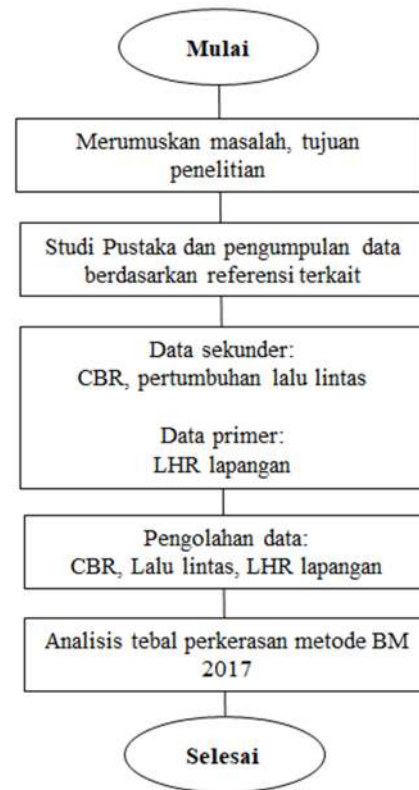 Mulai
Merumuskan masalah, tujuan
penelitian
Studi Pustaka dan pengumpulan data
berdasarkan referensi terkait
Data sekunder:
CBR, pertumbuhan lalu lintas
Data primer:
LHR lapangan
Pengolahan data:
CBR, Lalu lintas, LHR lapangan
Analisis tebal perkerasan metode BM
2017
Selesai